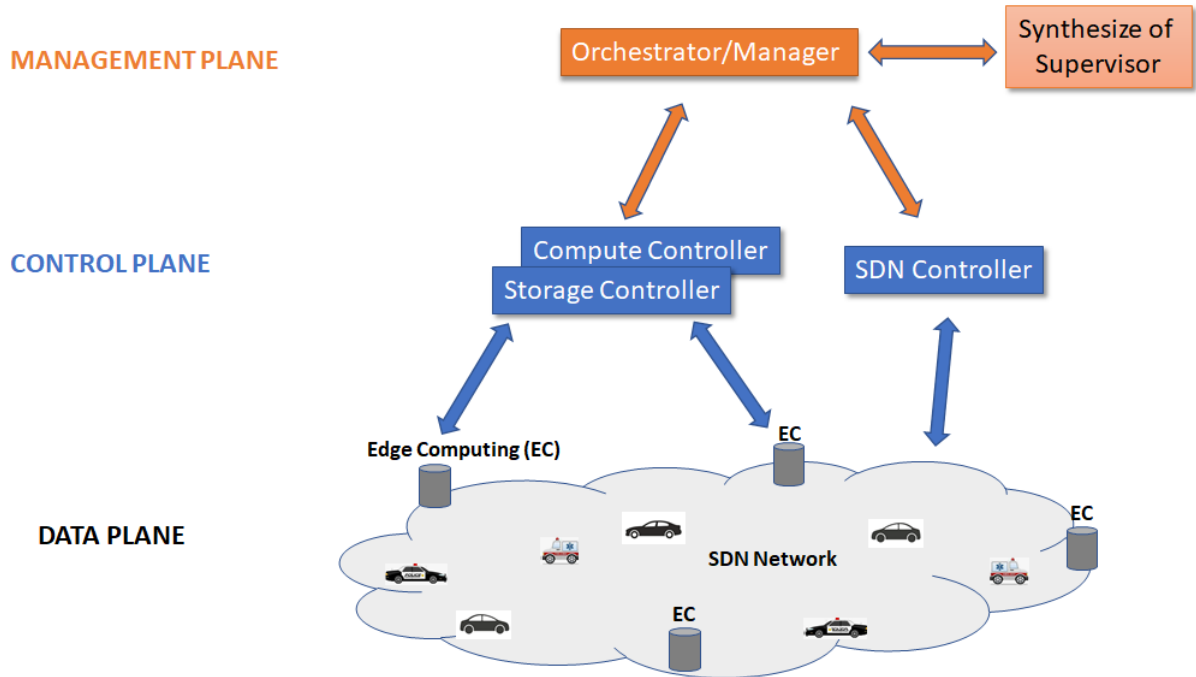 MANAGEMENT PLANE
Orchestrator/Manager
Synthesize of
Supervisor
CONTROL PLANE
Compute Controller
Storage Controller
SDN Controller
Edge Computing (EC)
EC
EC
DATA PLANE
SDN Network
EC